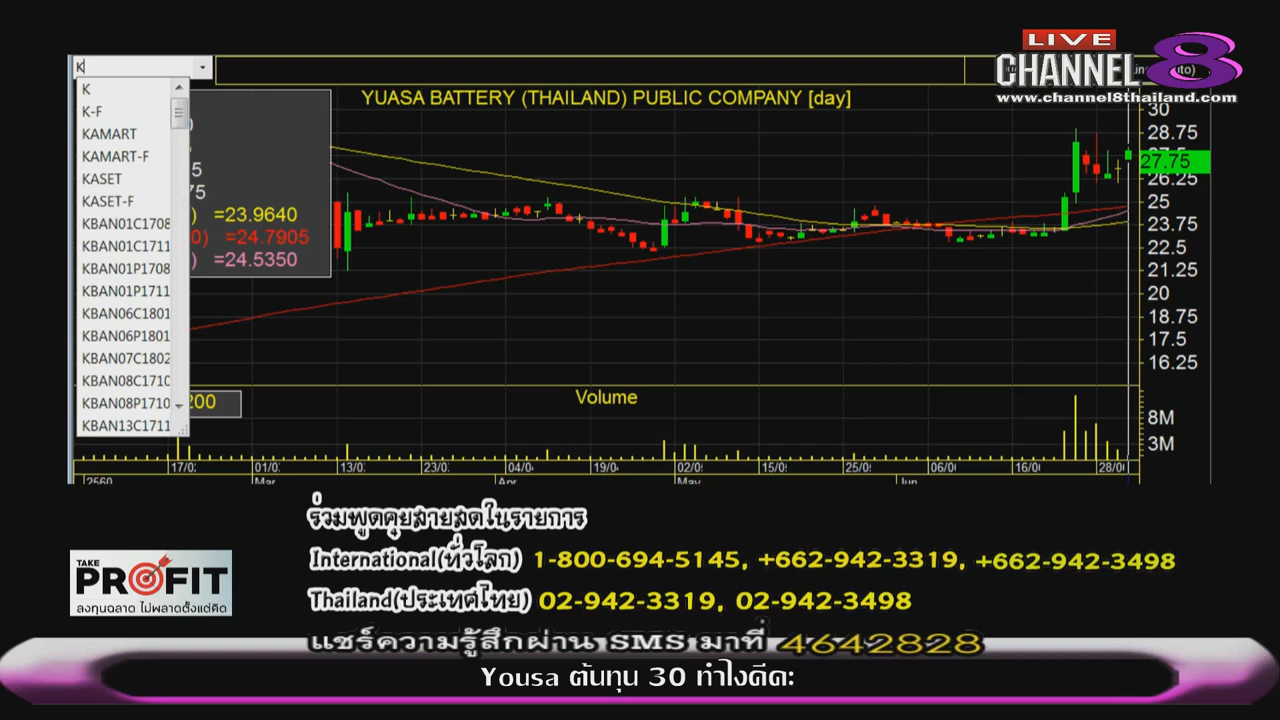 LIVE
CHANNEL 8
www.channel8thailand.com
K
K
K-F
KAMART
KAMART-F
KASET
KASET-F
KBAN01C1708
KBAN01C1711
KBAN01P1708
KBAN01P1711
KBAN06C1801
KBAN06P1801
KBAN07C1802
KBAN08C1710
KBAN08P1710
KBAN13C1711
YUASA BATTERY (THAILAND) PUBLIC COMPANY [day]
=23.9640
=24.7905
=24.5350
30
28.75
27.75
26.25
25
23.75
22.5
21.25
20
18.75
17.5
16.25
200
Volume
8M
3M
17/0 01/0 13/0 23/0 04/0 19/0 02/0 15/0 25/0 06/0 16/0 28/0
2560 Mar Apr May Jun
ร่วมพูดคุยสายสดในรายการ
International(ทั่วโลก) 1-800-694-5145, +662-942-3319, +662-942-3498
Thailand(ประเทศไทย) 02-942-3319, 02-942-3498
แชร์ความรู้สึกผ่าน SMS มาที่ 4642828
TAKE
PROFIT
ลงทุนฉลาด ไม่พลาดตั้งแต่คิด
Yousa ต้นทุน 30 ทำไงดีคะ